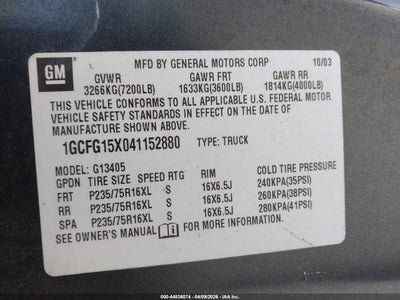 GM
MFD BY GENERAL MOTORS CORP 10/03
GVWR GAWR FRT GAWR RR
3266KG(7200LB) 1633KG(3600LB) 1814KG(4000LB)
THIS VEHICLE CONFORMS TO ALL APPLICABLE U.S. FEDERAL MOTOR
VEHICLE SAFETY STANDARDS IN EFFECT ON THE DATE OF
MANUFACTURE SHOWN ABOVE.
1GCFG15X041152880 TYPE: TRUCK
MODEL: G13405
GPDN TIRE SIZE SPEED RTG RIM COLD TIRE PRESSURE
FRT P235/75R16XL S 16X6.5J 240KPA(35PSI)
RR P235/75R16XL S 16X6.5J 260KPA(38PSI)
SPA P235/75R16XL S 16X6.5J 280KPA(41PSI)
SEE OWNER'S MANUAL FOR MORE INFORMATION.
000-44836074 - 04/09/2026 - IAAI.COM